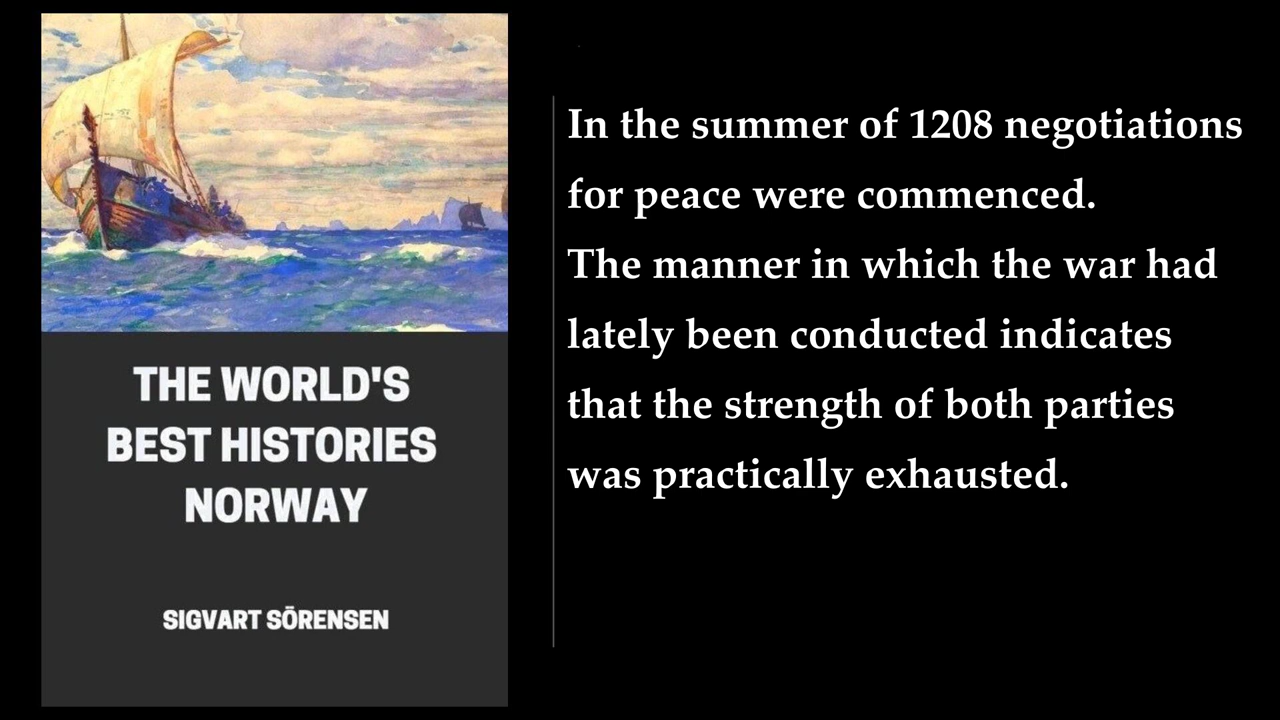 THE WORLD'S
BEST HISTORIES
NORWAY
SIGVART SÖRENSEN
In the summer of 1208 negotiations
for peace were commenced.
The manner in which the war had
lately been conducted indicates
that the strength of both parties
was practically exhausted.